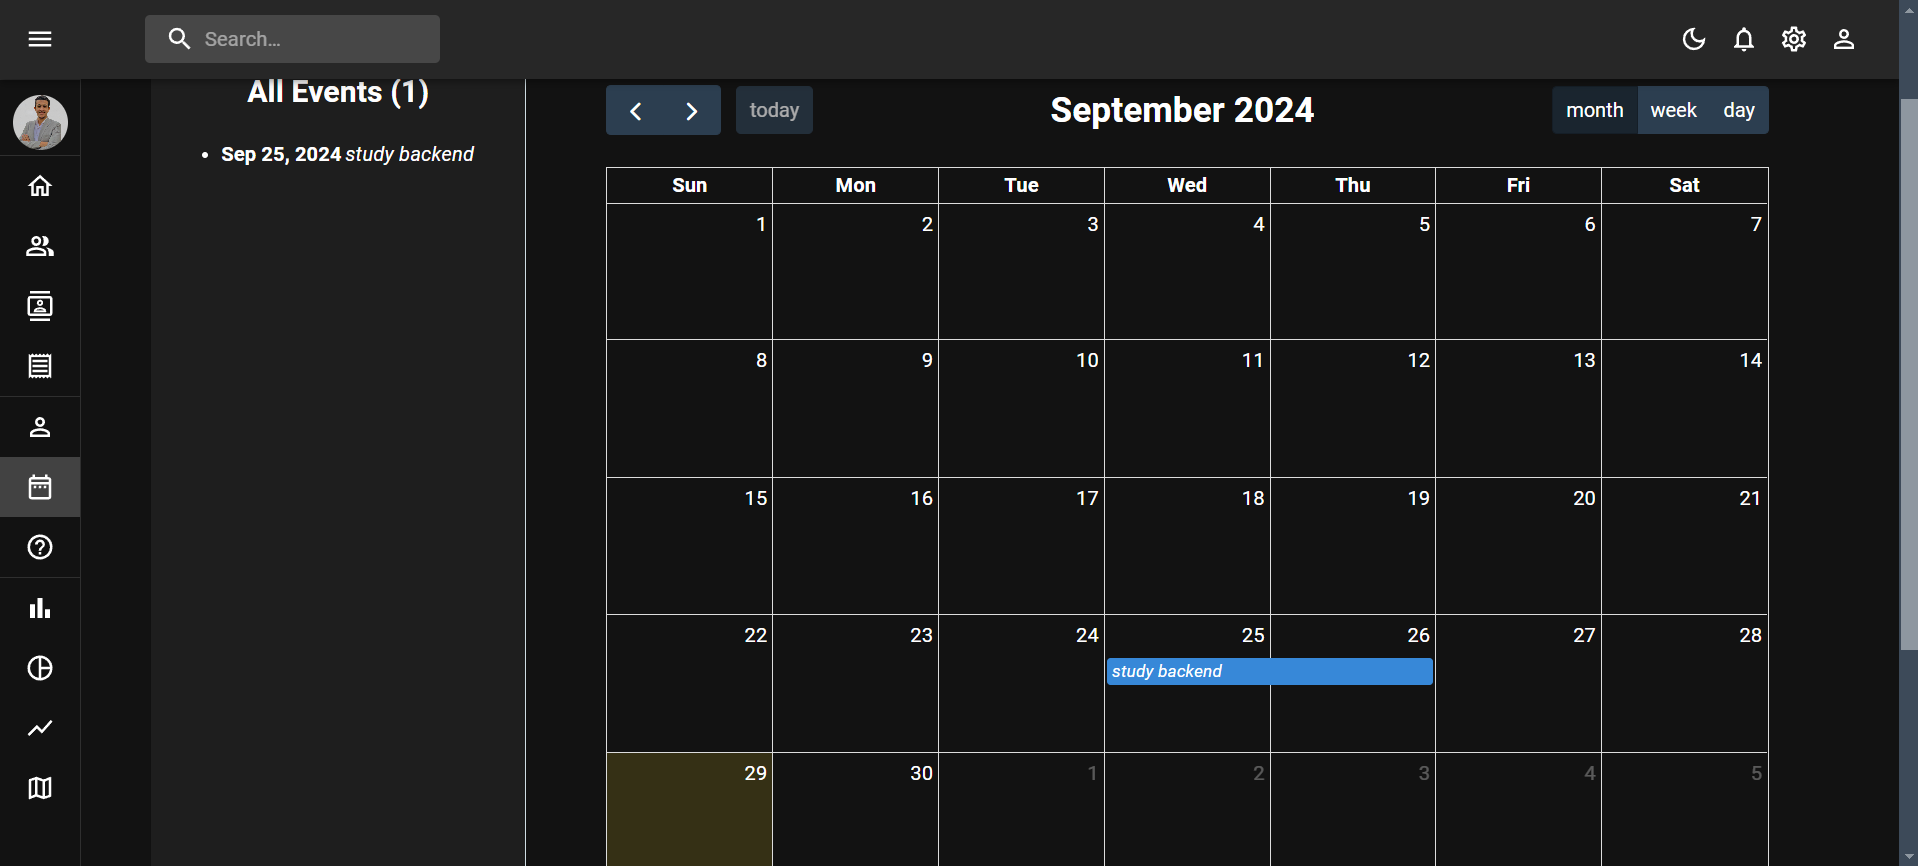 Search...
All Events (1)
Sep 25, 2024 study backend
today
September 2024
month week day
Sun Mon Tue Wed Thu Fri Sat
1 2 3 4 5 6 7
8 9 10 11 12 13 14
15 16 17 18 19 20 21
22 23 24 25 26 27 28
study backend
29 30 1 2 3 4 5